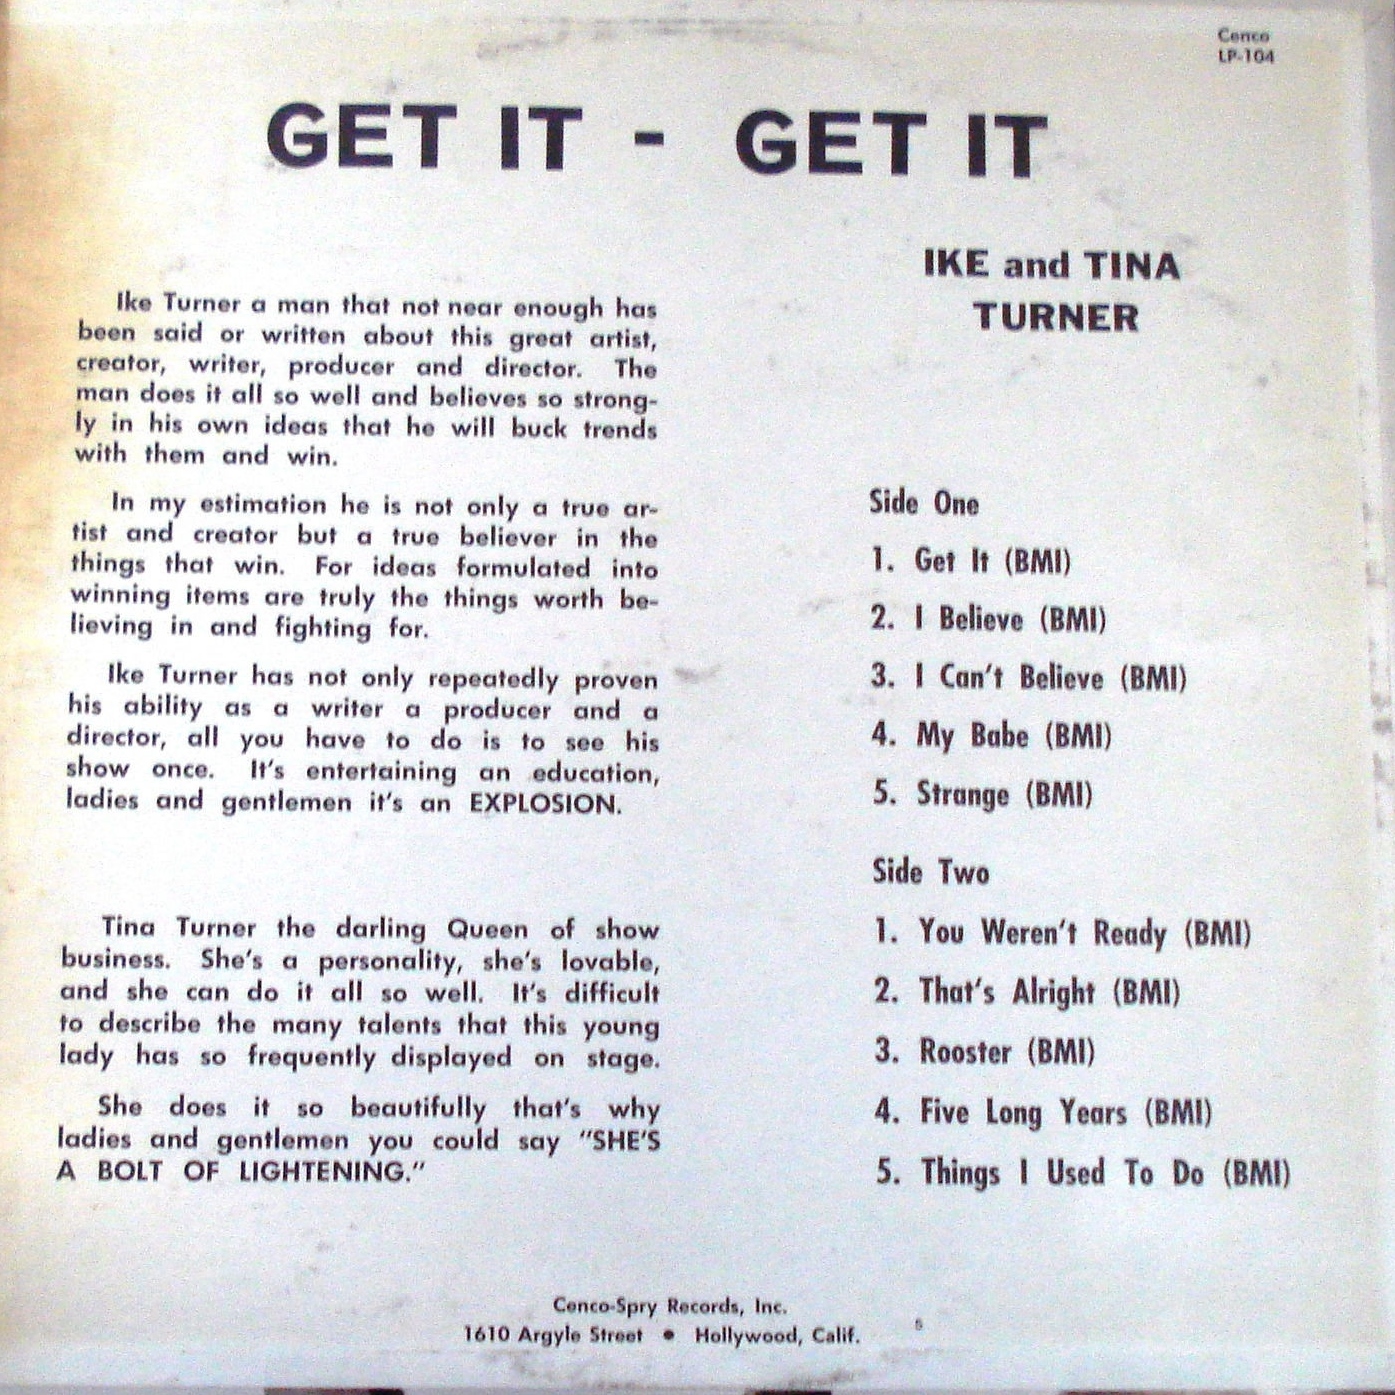 Cenco
LP-104
GET IT - GET IT
IKE and TINA
TURNER
Ike Turner a man that not near enough has
been said or written about this great artist,
creator, writer, producer and director. The
man does it all so well and believes so strong-
ly in his own ideas that he will buck trends
with them and win.
In my estimation he is not only a true ar-
tist and creator but a true believer in the
things that win. For ideas formulated into
winning items are truly the things worth be-
lieving in and fighting for.
Ike Turner has not only repeatedly proven
his ability as a writer a producer and a
director, all you have to do is to see his
show once. It's entertaining an education,
ladies and gentlemen it's an EXPLOSION.
Tina Turner the darling Queen of show
business. She's a personality, she's lovable,
and she can do it all so well. It's difficult
to describe the many talents that this young
lady has so frequently displayed on stage.
She does it so beautifully that's why
ladies and gentlemen you could say "SHE'S
A BOLT OF LIGHTENING."
Side One
1. Get It (BMI)
2. I Believe (BMI)
3. I Can't Believe (BMI)
4. My Babe (BMI)
5. Strange (BMI)
Side Two
1. You Weren't Ready (BMI)
2. That's Alright (BMI)
3. Rooster (BMI)
4. Five Long Years (BMI)
5. Things I Used To Do (BMI)
Cenco-Spry Records, Inc.
1610 Argyle Street • Hollywood, Calif.